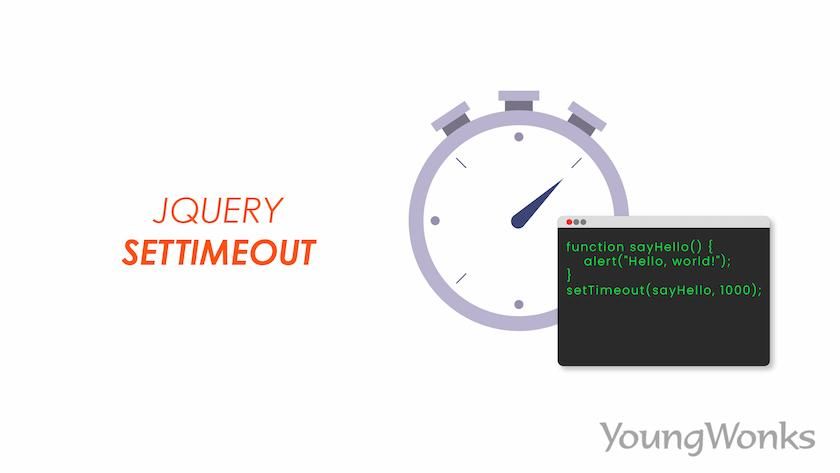 JQUERY
SETTIMEOUT
function sayHello() {
    alert("Hello, world!");
}
setTimeout(sayHello, 1000);
YoungWonks